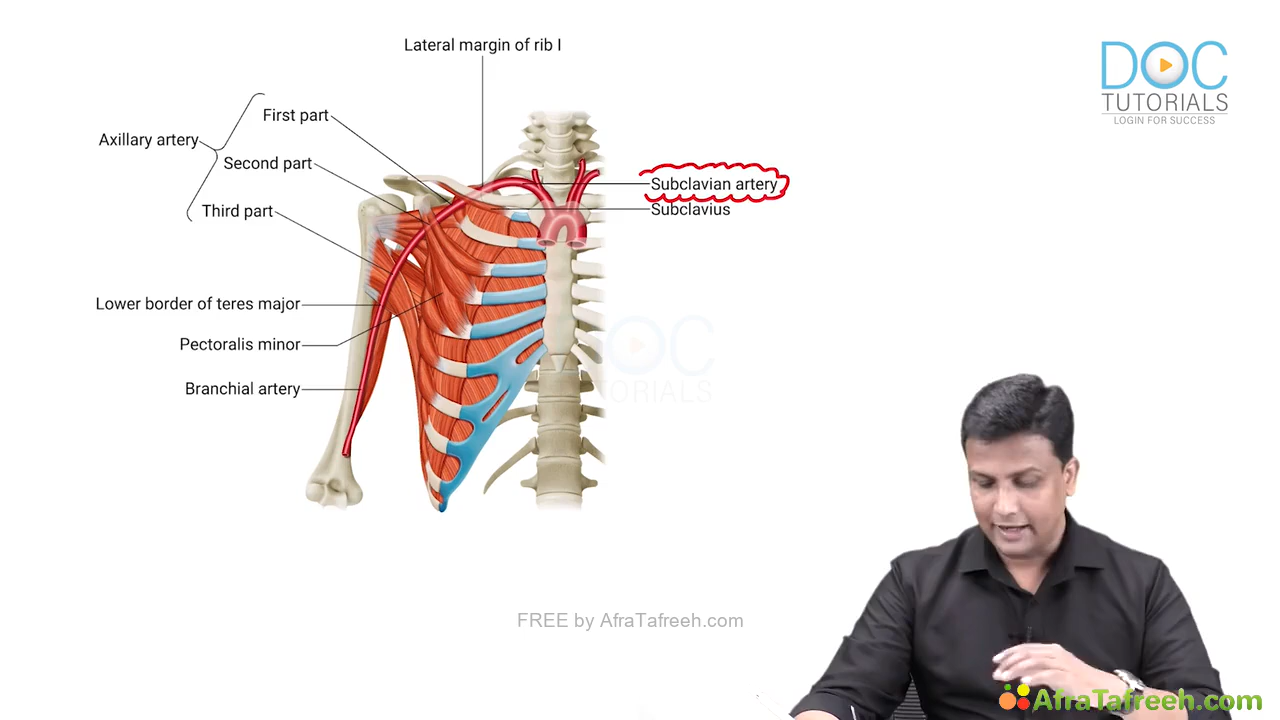 Lateral margin of rib I
DOC
TUTORIALS
LOGIN FOR SUCCESS
First part
Axillary artery
Second part
Subclavian artery
Third part
Subclavius
Lower border of teres major
Pectoralis minor
DOC
TUTORIALS
Branchial artery
FREE by AfraTafreeh.com
AfraTafreeh.com